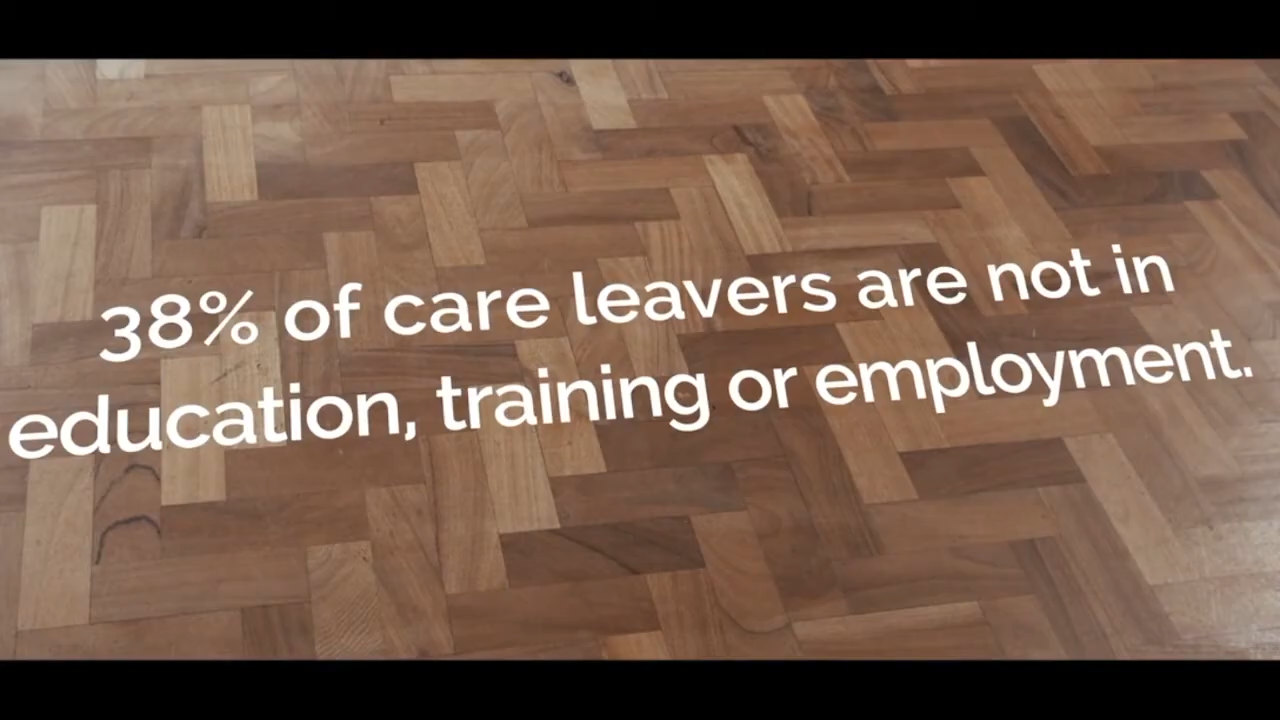 38% of care leavers are not in
education, training or employment.